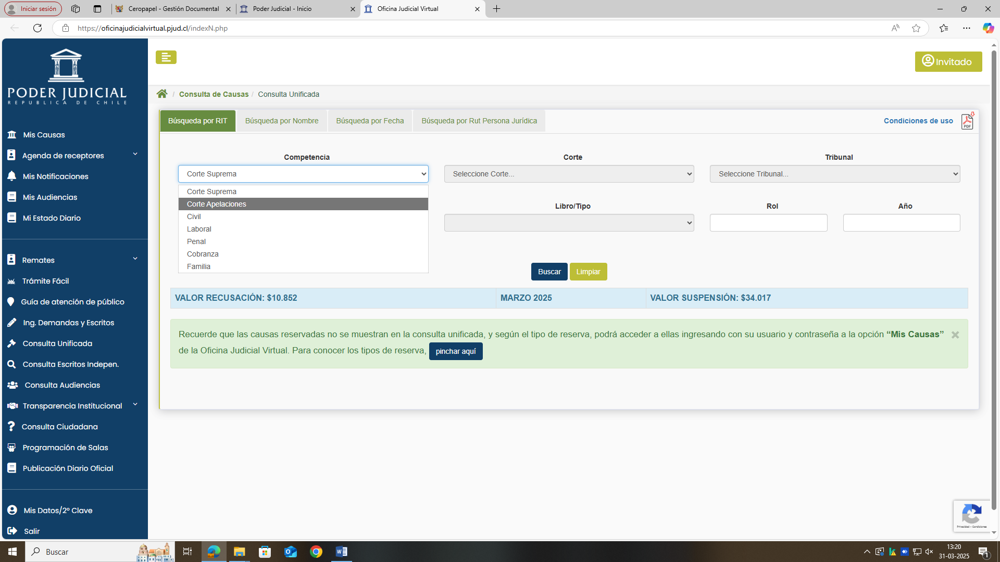 Iniciar sesión
Ceropapel - Gestión Documental
Poder Judicial - Inicio
Oficina Judicial Virtual
https://oficinajudicialvirtual.pjud.cl/indexN.php
PODER JUDICIAL
REPUBLICA DE CHILE
Invitado
/ Consulta de Causas / Consulta Unificada
Búsqueda por RIT
Búsqueda por Nombre
Búsqueda por Fecha
Búsqueda por Rut Persona Jurídica
Condiciones de uso
PDF
Mis Causas
Agenda de receptores
Mis Notificaciones
Mis Audiencias
Mi Estado Diario
Remates
Trámite Fácil
Guía de atención de público
Ing. Demandas y Escritos
Consulta Unificada
Consulta Escritos Indepen.
Consulta Audiencias
Transparencia Institucional
Consulta Ciudadana
Programación de Salas
Publicación Diario Oficial
Mis Datos/2º Clave
Salir
Competencia
Corte
Tribunal
Corte Suprema
Seleccione Corte...
Seleccione Tribunal...
Corte Suprema
Corte Apelaciones
Civil
Laboral
Penal
Cobranza
Familia
Libro/Tipo
Rol
Año
Buscar
Limpiar
VALOR RECUSACIÓN: $10.852
MARZO 2025
VALOR SUSPENSIÓN: $34.017
Recuerde que las causas reservadas no se muestran en la consulta unificada, y según el tipo de reserva, podrá acceder a ellas ingresando con su usuario y contraseña a la opción “Mis Causas”
de la Oficina Judicial Virtual. Para conocer los tipos de reserva, pinchar aquí
Privacidad - Condiciones
Buscar
13:20
31-03-2025
1